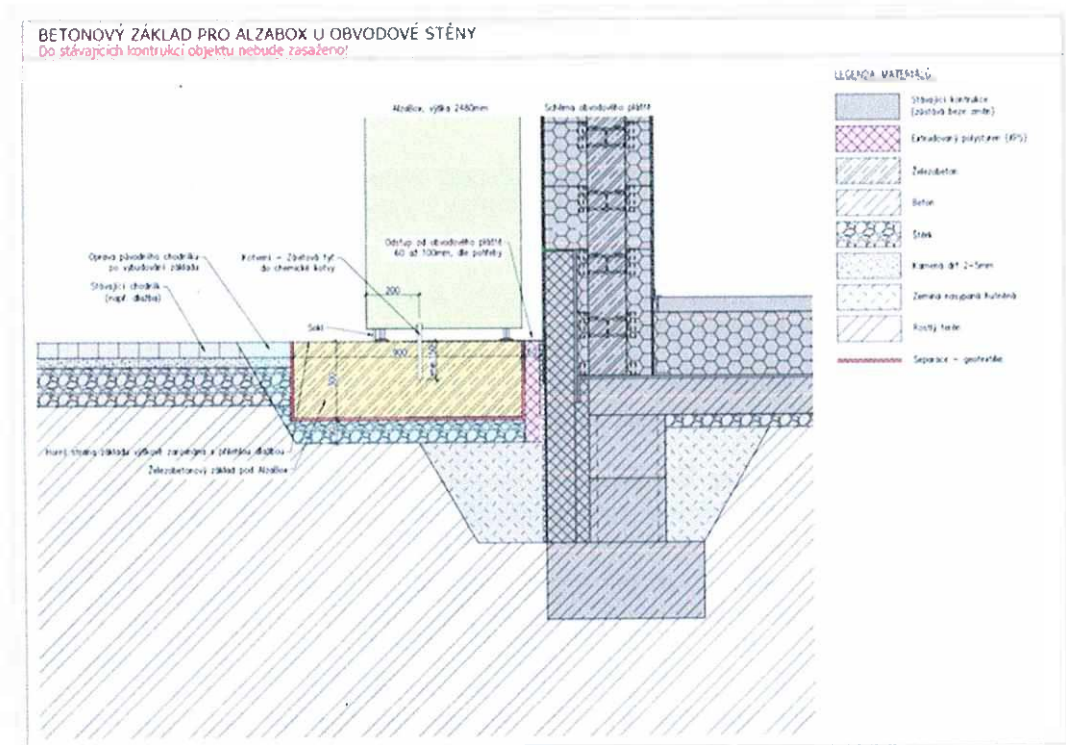 BETONOVÝ ZÁKLAD PRO ALZABOX U OBVODOVÉ STĚNY
Do stávajících kontrukcí objektu nebude zasaženo!
LEGENDA MATERIÁLŮ
AlzaBox, výška 2480mm
Schéma obvodového pláště
Stávající kontrukce
(zůstává beze změn)
Extrudovaný polystyren (XPS)
Železobeton
Beton
Štěrk
Kamená drť 2-5mm
Zemina nasypaná hutněná
Rostlý terén
Separace - geotextilie
Oprava původního chodníku
po vybudování základu
Stávající chodník
(např. dlažba)
Kotvení - Závitová tyč
do chemické kotvy
Odstup od obvodového pláště
60 až 100mm, dle potřeby
200
Sokl
900
300
Horní strana základu výškově zarovnána s přilehlou dlažbou
Železobetonový základ pod AlzaBox